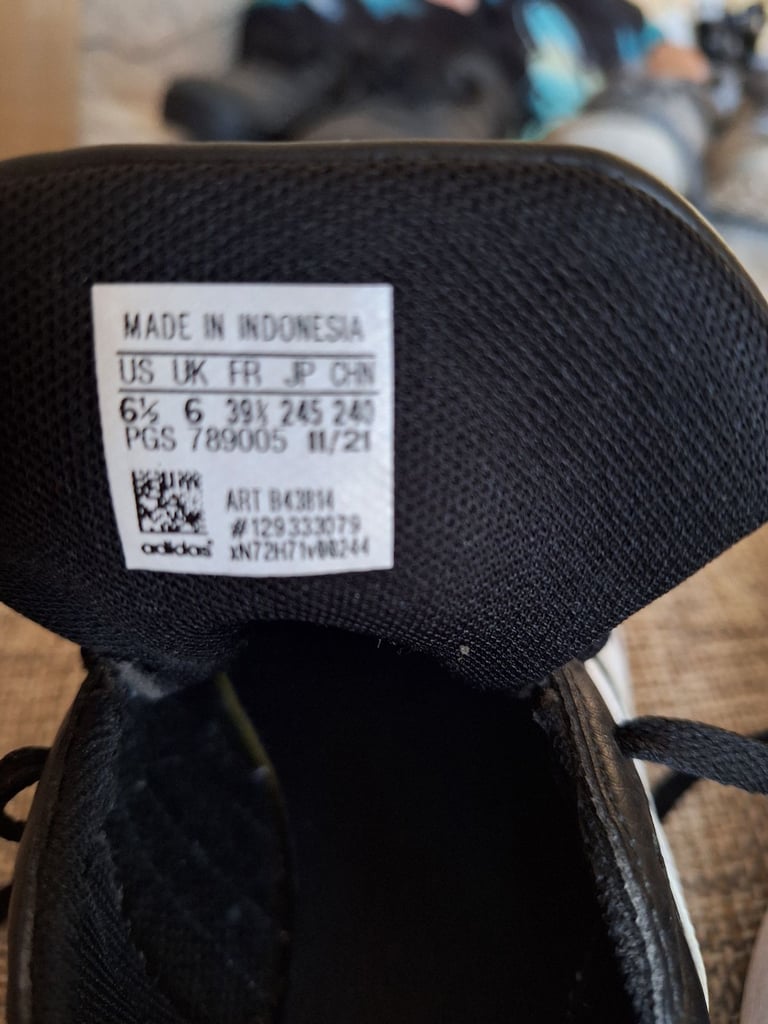 MADE IN INDONESIA
US UK FR JP CHN
6½ 6 39⅓ 245 240
PGS 789005 11/21
ART B43814
#129333079
adidas xN72H71v00244